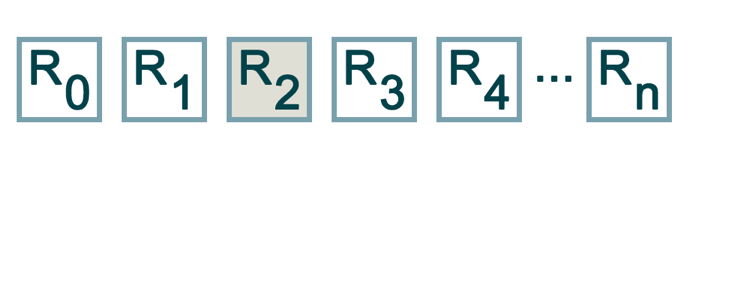 R₀ R₁ R₂ R₃ R₄ ... Rₙ